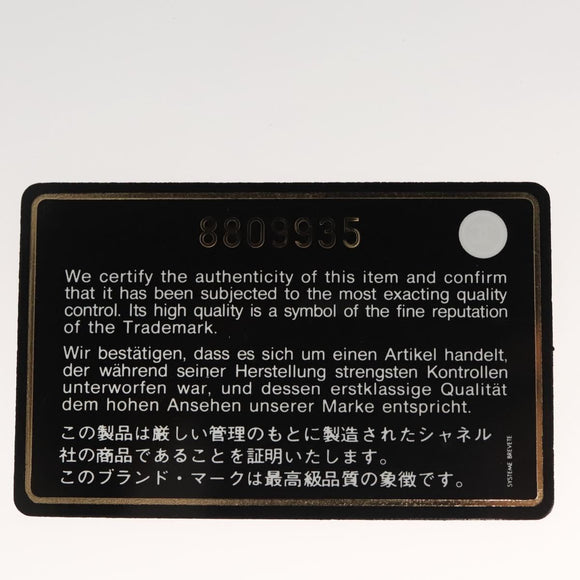 8809935
We certify the authenticity of this item and confirm
that it has been subjected to the most exacting quality
control. Its high quality is a symbol of the fine reputation
of the Trademark.
Wir bestätigen, dass es sich um einen Artikel handelt,
der während seiner Herstellung strengsten Kontrollen
unterworfen war, und dessen erstklassige Qualität
dem hohen Ansehen unserer Marke entspricht.
この製品は厳しい管理のもとに製造されたシャネル
社の商品であることを証明いたします。
このブランド・マークは最高級品質の象徴です。
SYSTEME BREVETE